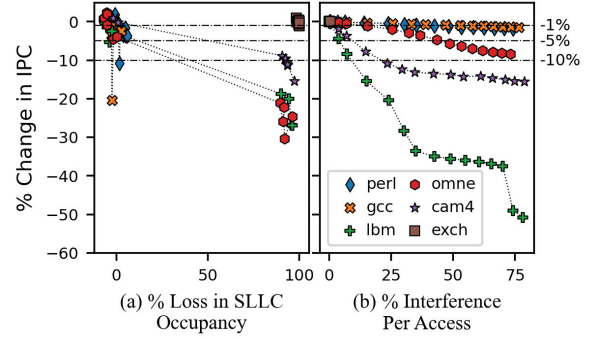 % Change in IPC
0
−10
−20
−30
−40
−50
−60
-1%
-5%
-10%
perl
omne
gcc
cam4
lbm
exch
0
50
100
0
25
50
75
(a) % Loss in SLLC
Occupancy
(b) % Interference
Per Access